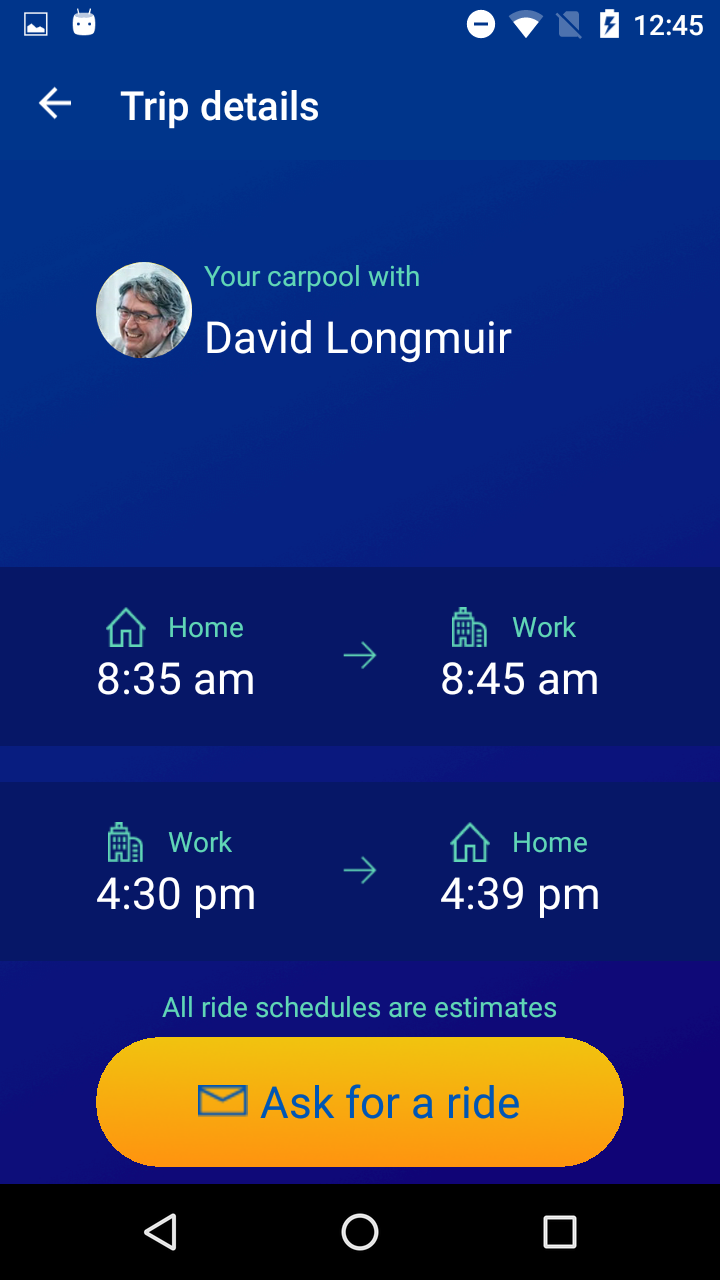 12:45
Trip details
Your carpool with
David Longmuir
Home
Work
8:35 am
8:45 am
Work
Home
4:30 pm
4:39 pm
All ride schedules are estimates
Ask for a ride